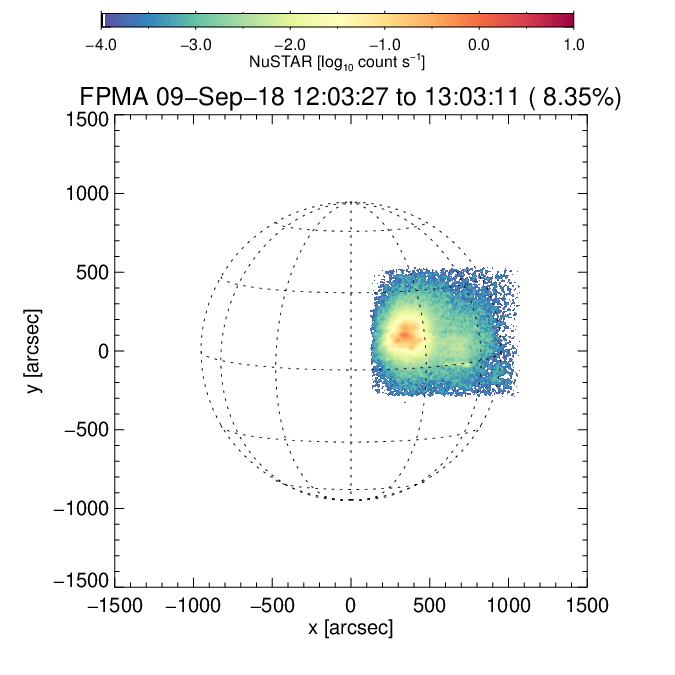 −4.0 −3.0 −2.0 −1.0 0.0 1.0
NuSTAR [log₁₀ count s⁻¹]
FPMA 09−Sep−18 12:03:27 to 13:03:11 ( 8.35%)
1500
1000
500
0
−500
−1000
−1500
y [arcsec]
−1500 −1000 −500 0 500 1000 1500
x [arcsec]